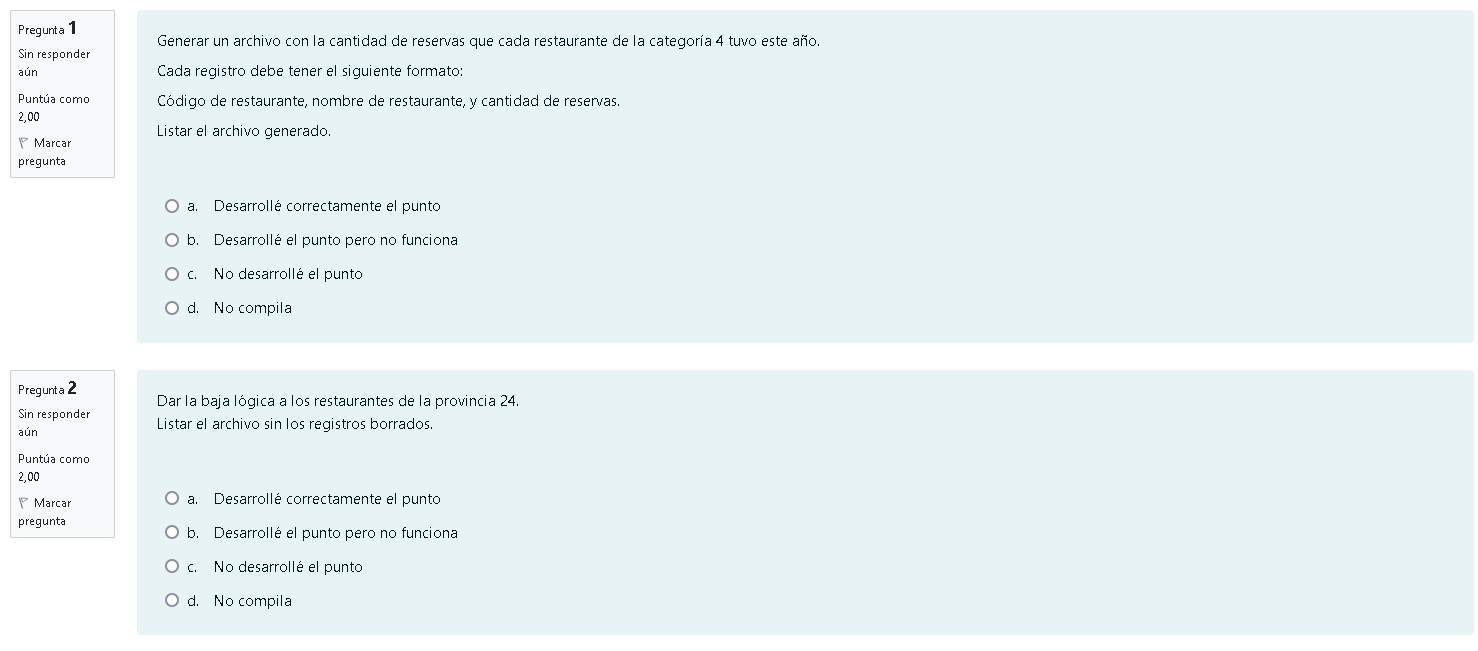 Pregunta 1
Sin responder
aún
Puntúa como
2,00
Marcar
pregunta
Generar un archivo con la cantidad de reservas que cada restaurante de la categoría 4 tuvo este año.
Cada registro debe tener el siguiente formato:
Código de restaurante, nombre de restaurante, y cantidad de reservas.
Listar el archivo generado.
a. Desarrollé correctamente el punto
b. Desarrollé el punto pero no funciona
c. No desarrollé el punto
d. No compila
Pregunta 2
Sin responder
aún
Puntúa como
2,00
Marcar
pregunta
Dar la baja lógica a los restaurantes de la provincia 24.
Listar el archivo sin los registros borrados.
a. Desarrollé correctamente el punto
b. Desarrollé el punto pero no funciona
c. No desarrollé el punto
d. No compila